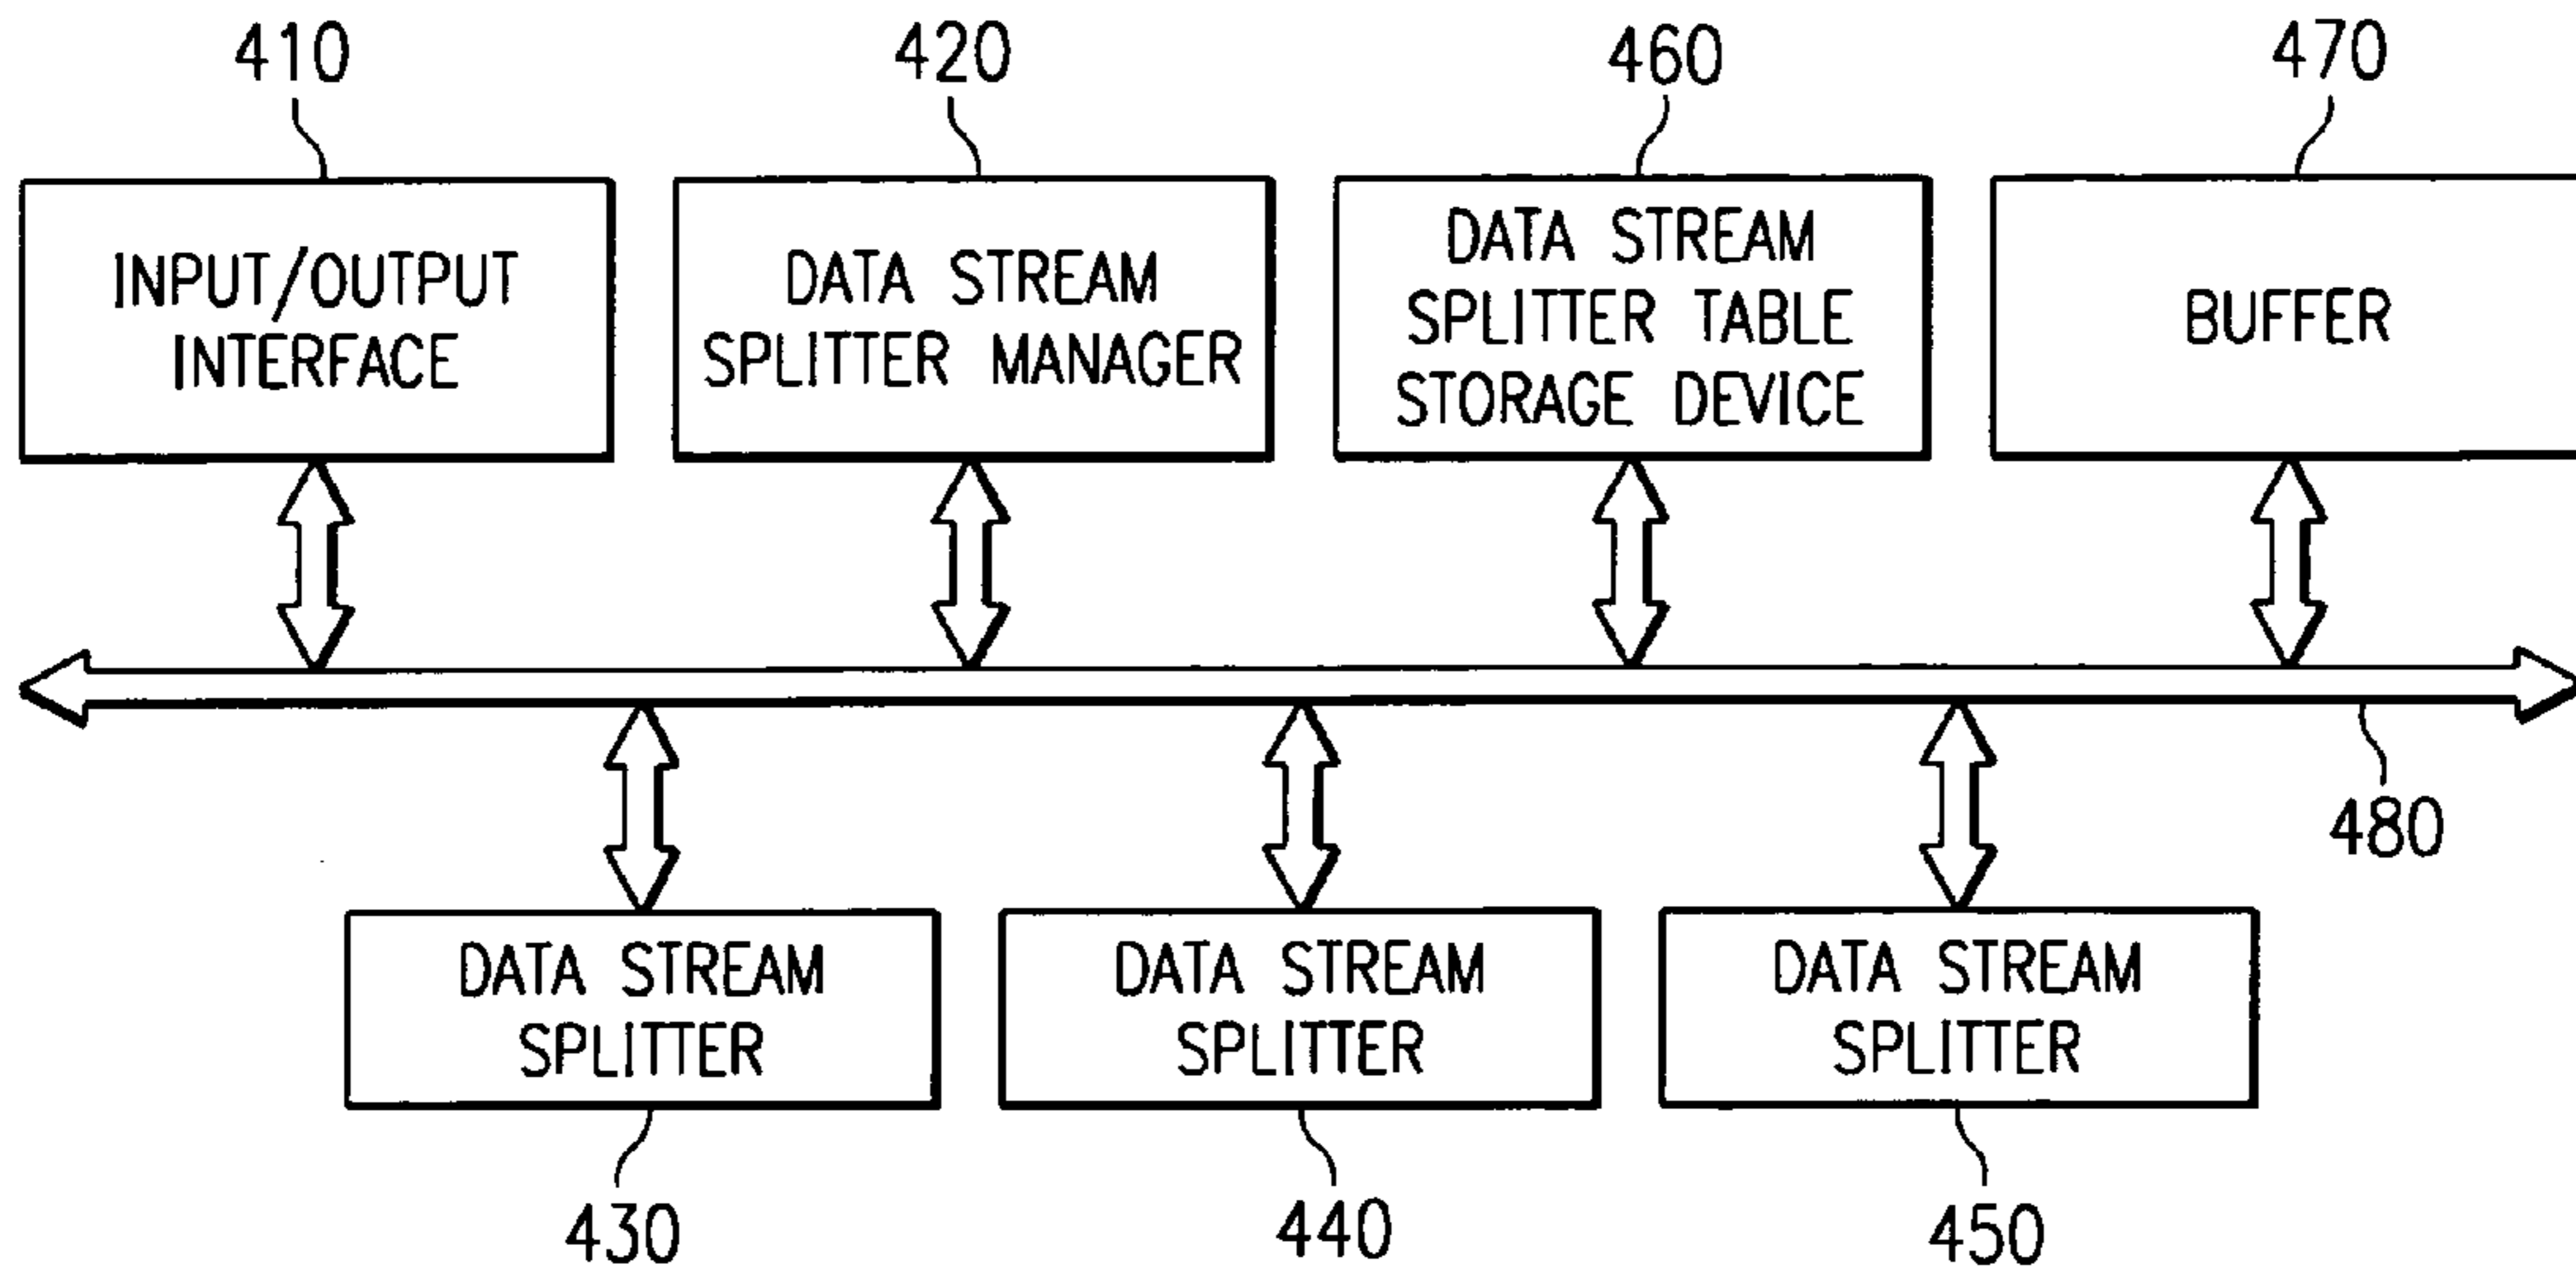 410
420
460
470
INPUT/OUTPUT
INTERFACE
DATA STREAM
SPLITTER MANAGER
DATA STREAM
SPLITTER TABLE
STORAGE DEVICE
BUFFER
480
DATA STREAM
SPLITTER
DATA STREAM
SPLITTER
DATA STREAM
SPLITTER
430
440
450